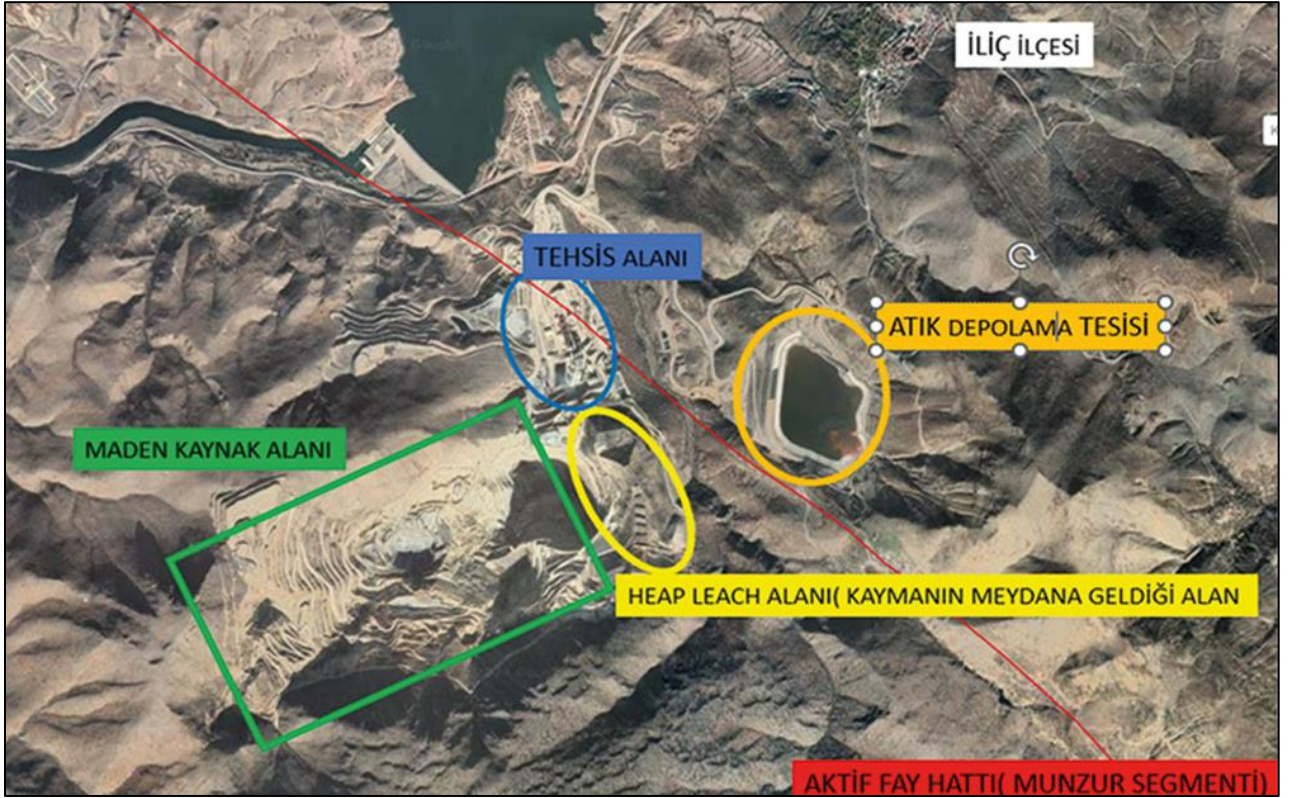 İLİÇ İLÇESİ
TEHSİS ALANI
ATIK DEPOLAMA TESİSİ
MADEN KAYNAK ALANI
HEAP LEACH ALANI( KAYMANIN MEYDANA GELDİĞİ ALAN
AKTİF FAY HATTI( MUNZUR SEGMENTİ)